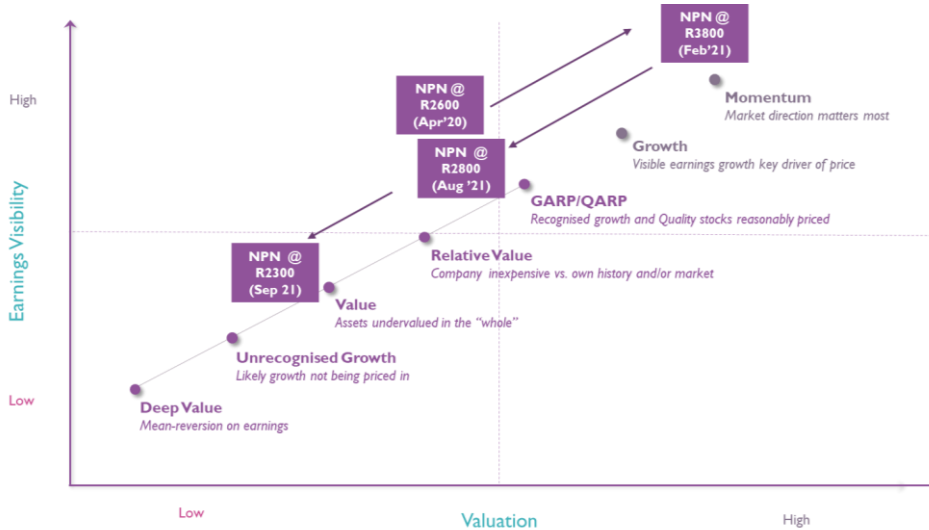 NPN @
R3800
(Feb'21)
NPN @
R2600
(Apr'20)
High
Momentum
Market direction matters most
NPN @
R2800
(Aug '21)
Growth
Visible earnings growth key driver of price
GARP/QARP
Recognised growth and Quality stocks reasonably priced
Earnings Visibility
NPN @
R2300
(Sep 21)
Relative Value
Company inexpensive vs. own history and/or market
Value
Assets undervalued in the “whole”
Unrecognised Growth
Likely growth not being priced in
Low
Deep Value
Mean-reversion on earnings
Low
Valuation
High